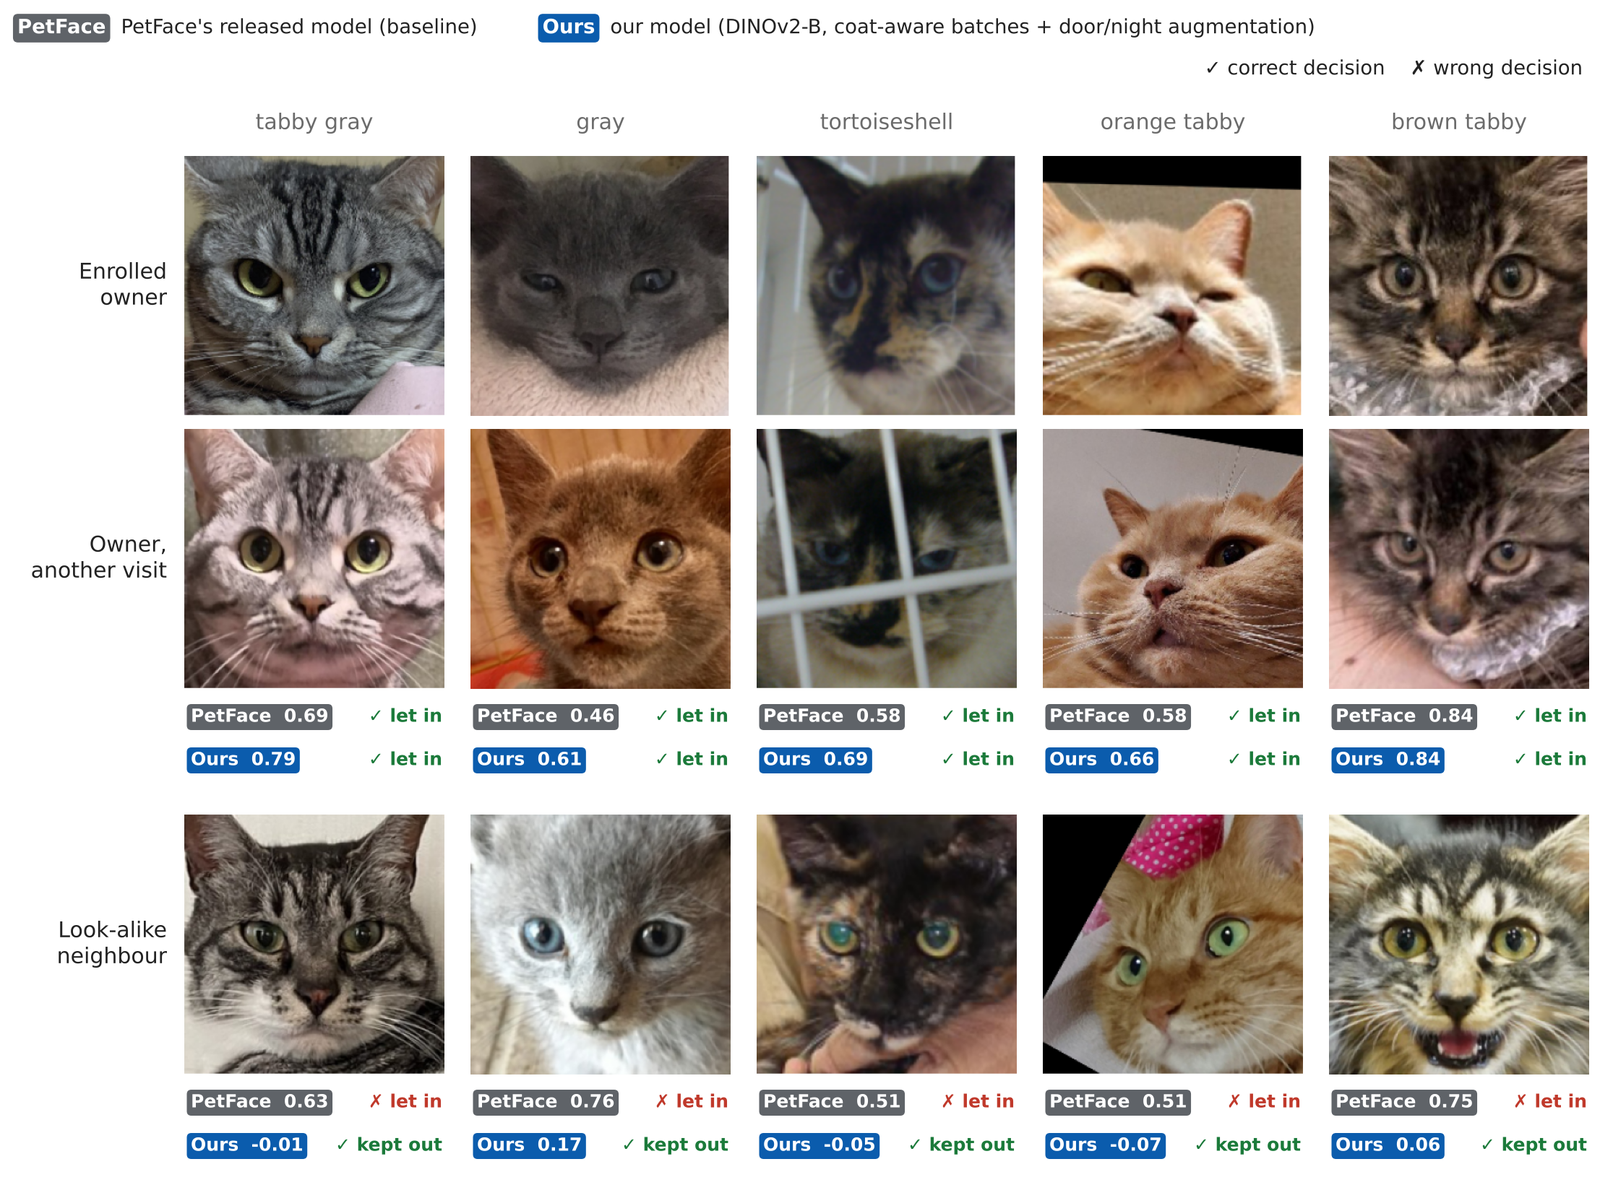 PetFace PetFace's released model (baseline) Ours our model (DINOv2-B, coat-aware batches + door/night augmentation)
✓ correct decision ✗ wrong decision
tabby gray gray tortoiseshell orange tabby brown tabby
Enrolled
owner
Owner,
another visit
PetFace 0.69 ✓ let in PetFace 0.46 ✓ let in PetFace 0.58 ✓ let in PetFace 0.58 ✓ let in PetFace 0.84 ✓ let in
Ours 0.79 ✓ let in Ours 0.61 ✓ let in Ours 0.69 ✓ let in Ours 0.66 ✓ let in Ours 0.84 ✓ let in
Look-alike
neighbour
PetFace 0.63 ✗ let in PetFace 0.76 ✗ let in PetFace 0.51 ✗ let in PetFace 0.51 ✗ let in PetFace 0.75 ✗ let in
Ours -0.01 ✓ kept out Ours 0.17 ✓ kept out Ours -0.05 ✓ kept out Ours -0.07 ✓ kept out Ours 0.06 ✓ kept out